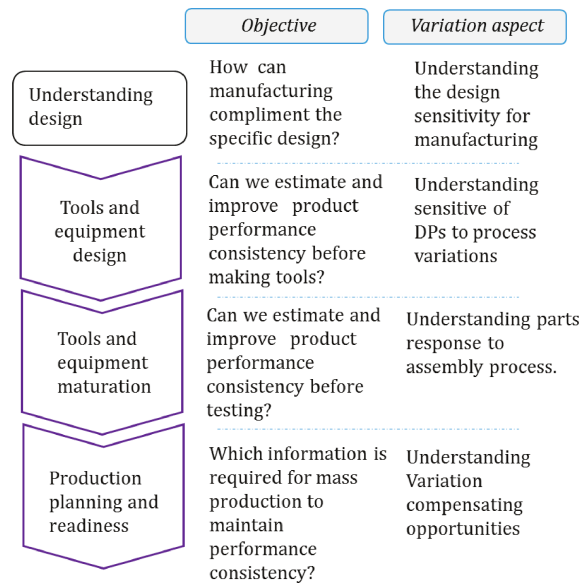 Objective
Variation aspect
Understanding
design
How can
manufacturing
compliment the
specific design?
Understanding
the design
sensitivity for
manufacturing
Tools and
equipment
design
Can we estimate and
improve product
performance
consistency before
making tools?
Understanding
sensitive of
DPs to process
variations
Tools and
equipment
maturation
Can we estimate and
improve product
performance
consistency before
testing?
Understanding parts
response to
assembly process.
Production
planning and
readiness
Which information is
required for mass
production to
maintain
performance
consistency?
Understanding
Variation
compensating
opportunities